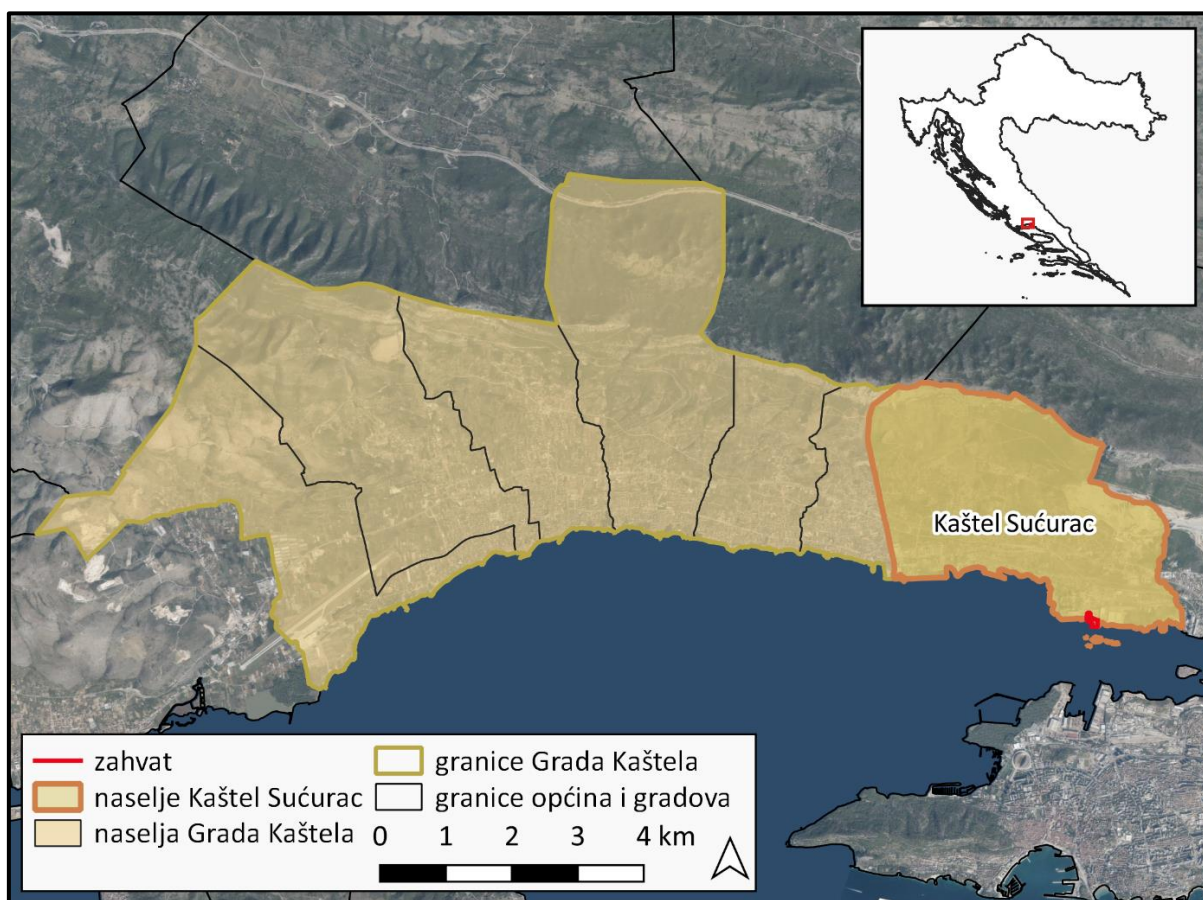 Kaštel Sućurac
zahvat
naselje Kaštel Sućurac
naselja Grada Kaštela
granice Grada Kaštela
granice općina i gradova
0 1 2 3 4 km